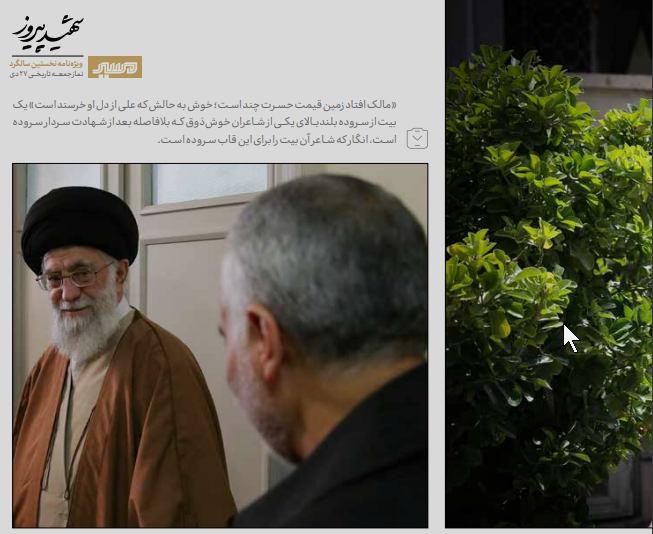 شهید پیروز
ویژه‌نامه نخستین سالگرد
نماز جمعه تاریخی ۲۷ دی
مسیر
«مالک افتاد زمین قیمت حسرت چند است؛ خوش به حالش که علی از دل او خرسند است» یک
بیت از سروده بلندبالای یکی از شاعران خوش‌ذوق که بلافاصله بعد از شهادت سردار سروده
است. انگار که شاعر آن بیت را برای این قاب سروده است.